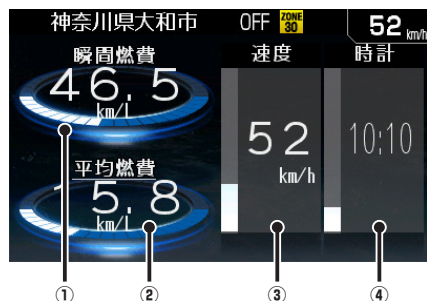 神奈川県大和市 OFF ZONE 30 52 km/h
瞬間燃費 速度 時計
46.5 km/l
52 km/h
10:10
平均燃費
15.8 km/l
① ② ③ ④